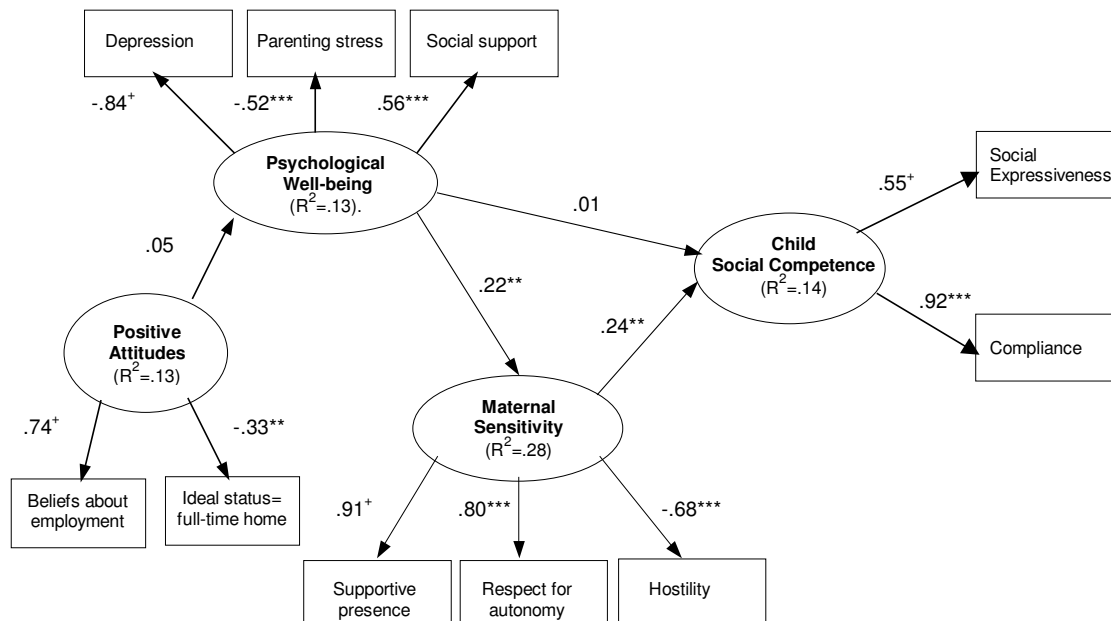 Depression
Parenting stress
Social support
-.84+
-.52***
.56***
Psychological
Well-being
(R2=.13).
Social
Expressiveness
.55+
.01
Child
Social Competence
(R2=.14)
.05
.22**
.92***
.24**
Compliance
Positive
Attitudes
(R2=.13)
Maternal
Sensitivity
(R2=.28)
.74+
-.33**
Beliefs about
employment
Ideal status=
full-time home
.91+
.80***
-.68***
Supportive
presence
Respect for
autonomy
Hostility